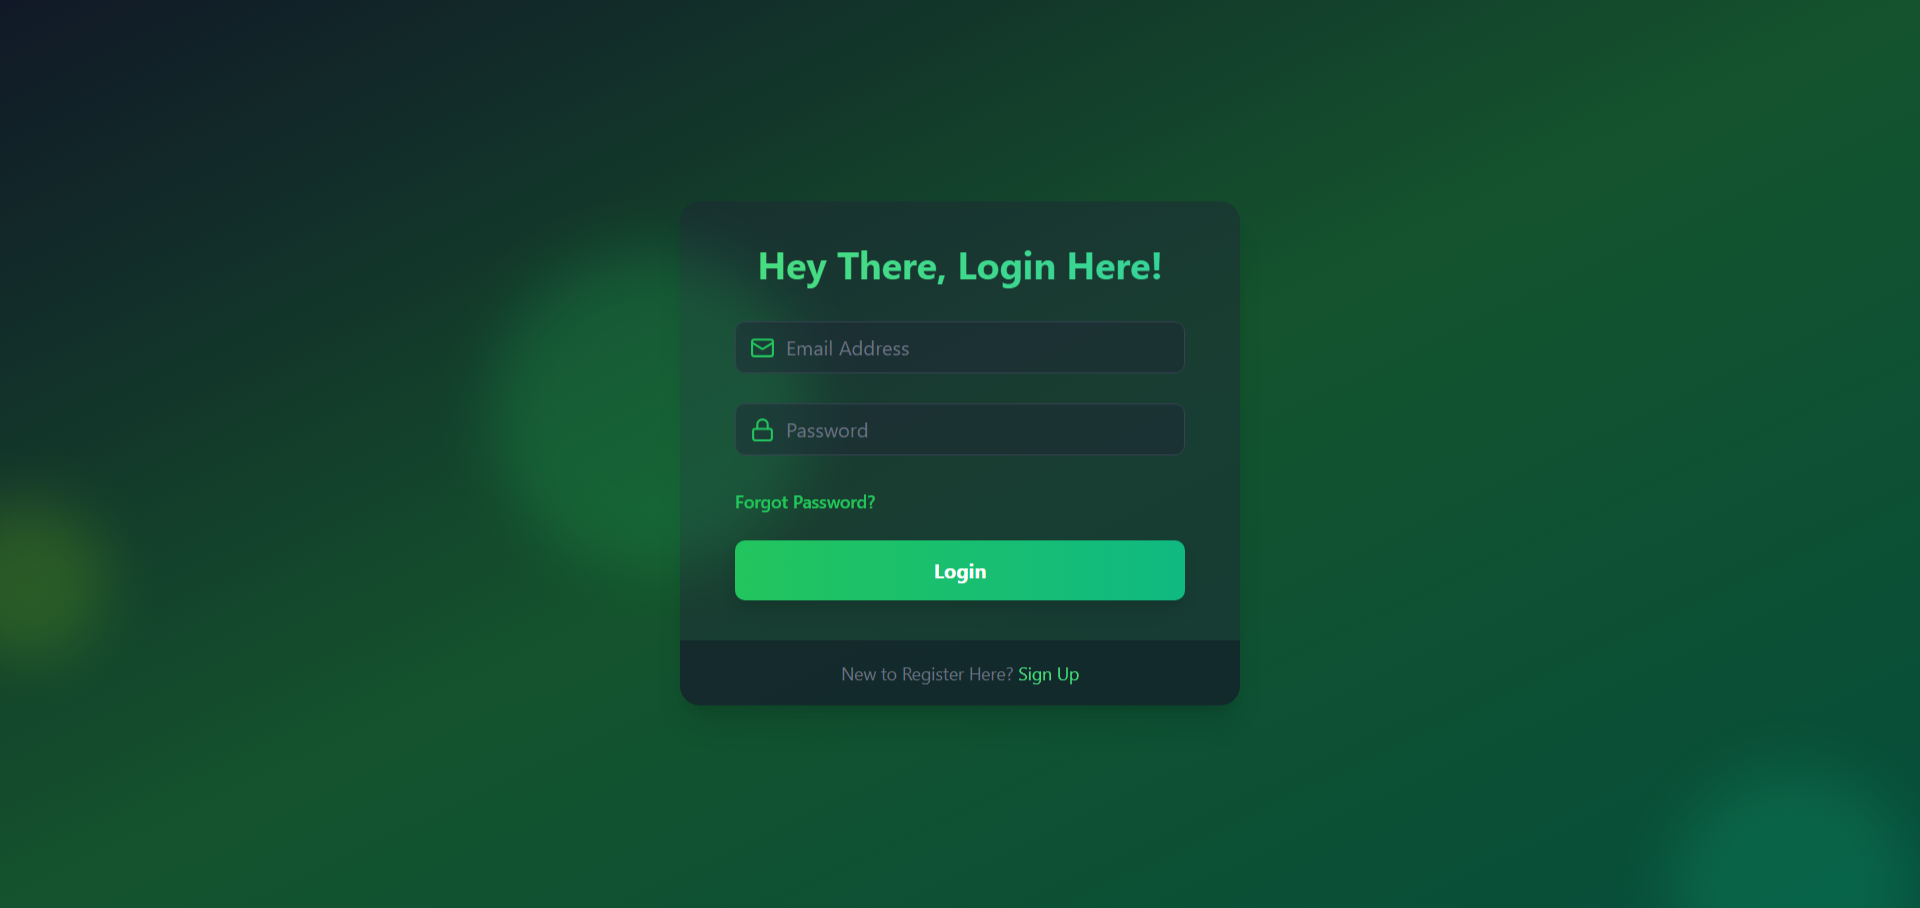 Hey There, Login Here!
Email Address
Password
Forgot Password?
Login
New to Register Here? Sign Up